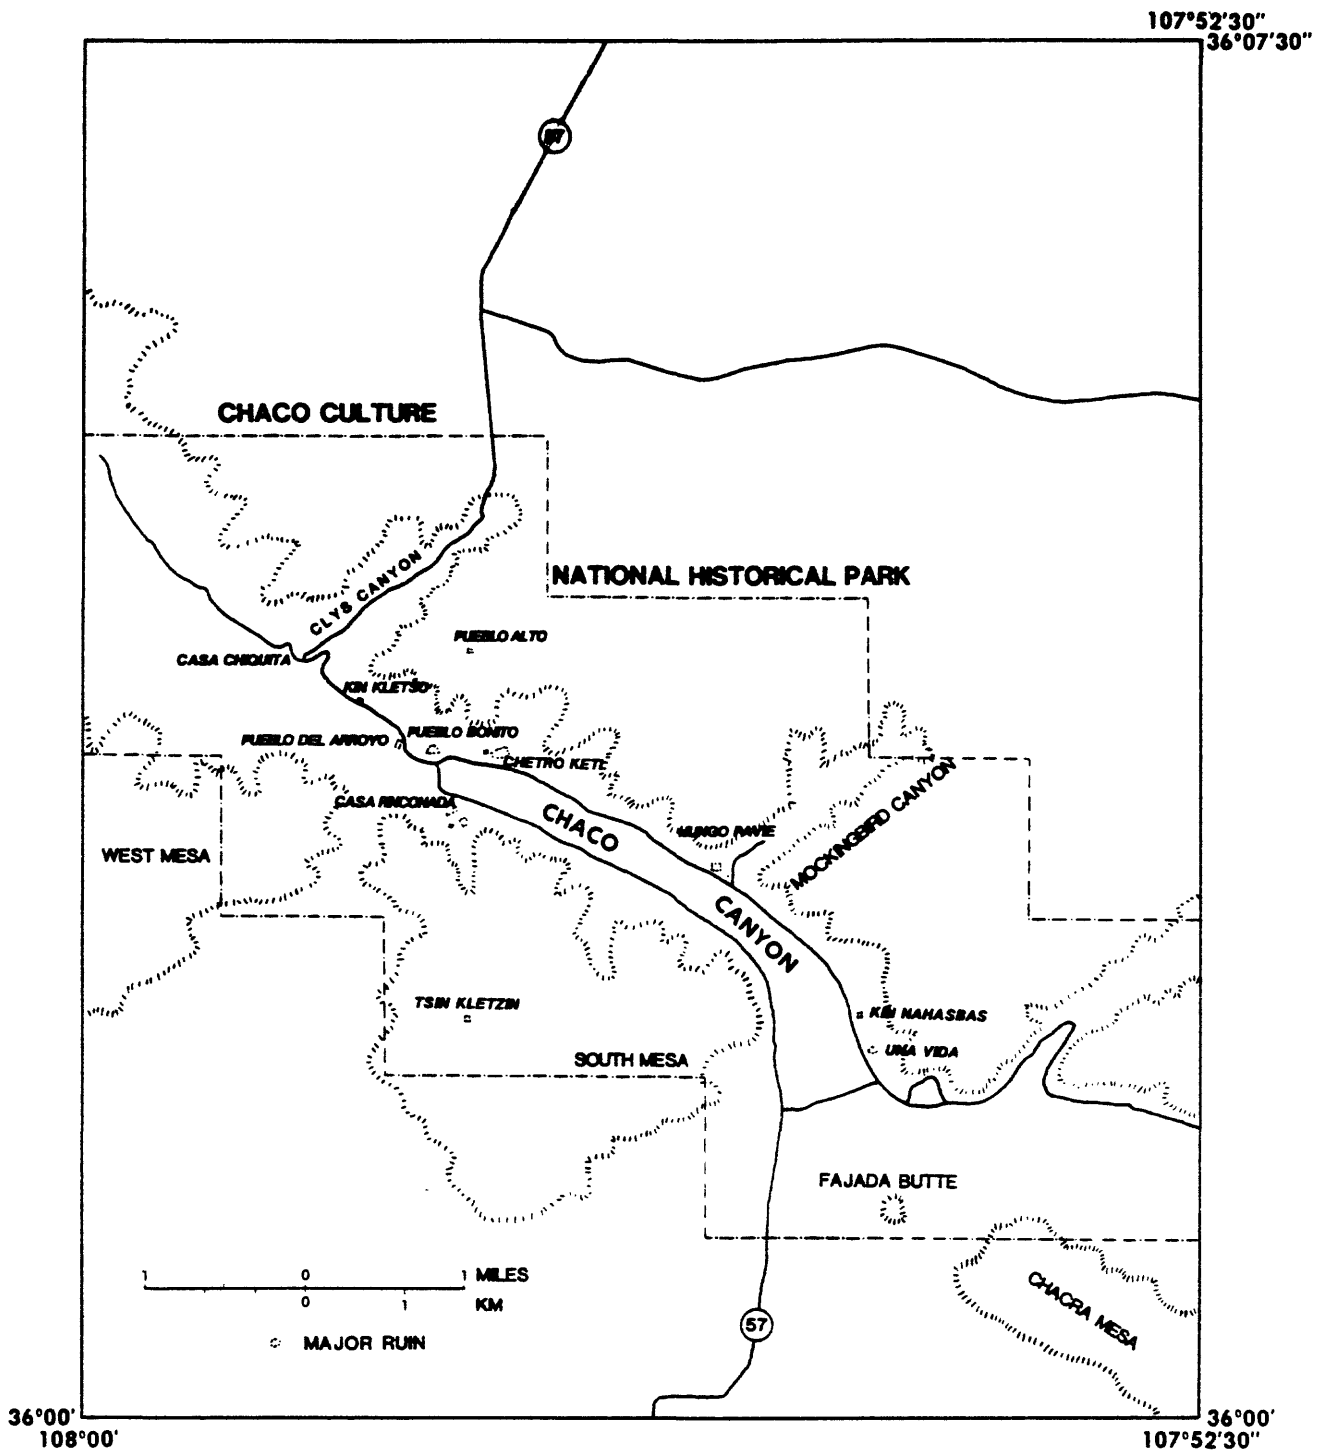 107°52'30"
36°07'30"
57
CHACO CULTURE
NATIONAL HISTORICAL PARK
CLYS CANYON
PUEBLO ALTO
CASA CHIQUITA
KIN KLETSO
PUEBLO DEL ARROYO
PUEBLO BONITO
CHETRO KETL
CASA RINCONADA
CHACO
HUNGO PAVIE
MOCKINGBIRD CANYON
WEST MESA
CANYON
TSIN KLETZIN
KIN NAHASBAS
UNA VIDA
SOUTH MESA
FAJADA BUTTE
CHACRA MESA
1 0 1 MILES
0 1 KM
MAJOR RUIN
57
36°00'
108°00'
36°00'
107°52'30"